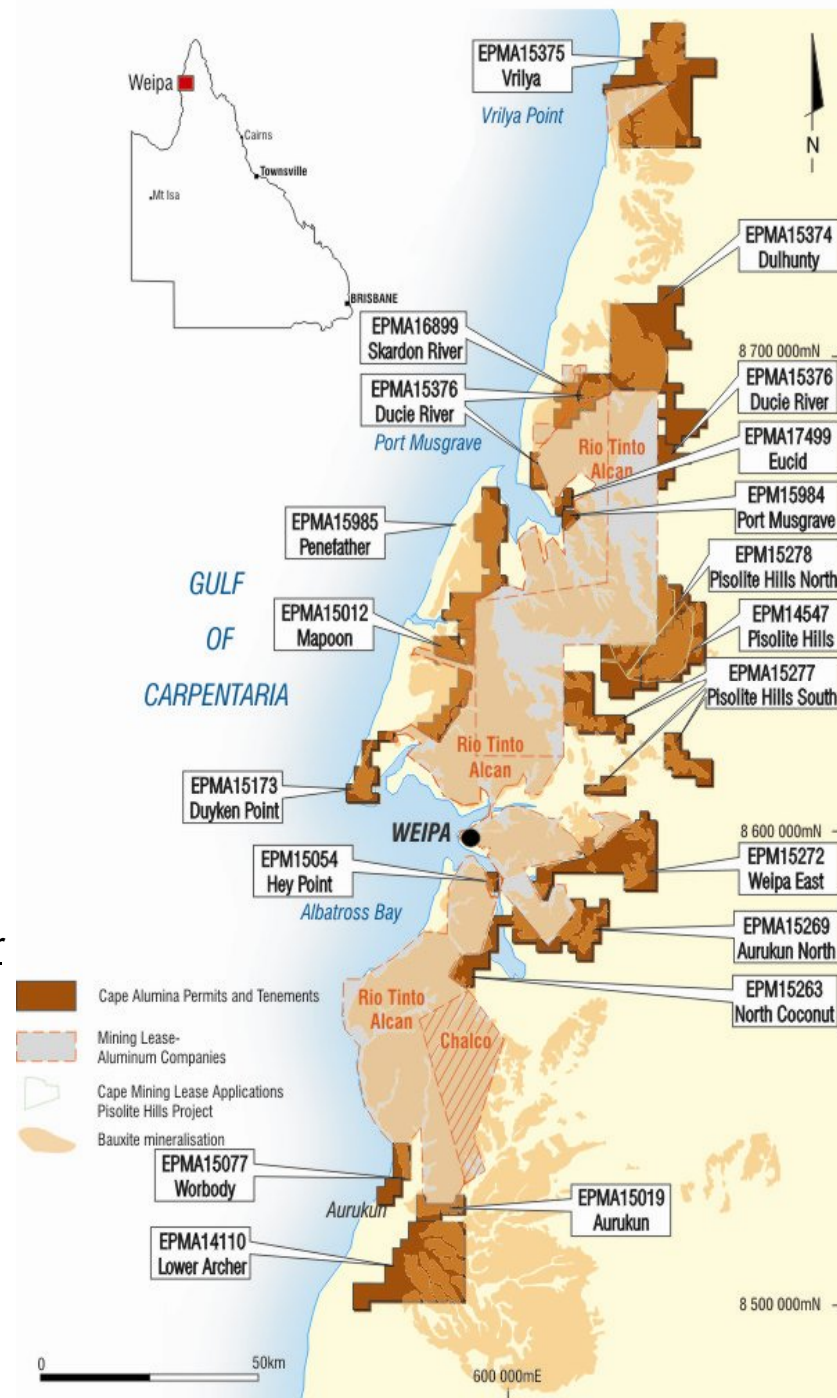 EPMA15375
Vrilya
Weipa
Vrilya Point
Cairns
Townsville
Mt Isa
N
BRISBANE
EPMA15374
Dulhunty
EPMA16899
Skardon River
8 700 000mN
EPMA15376
Ducie River
EPMA15376
Ducie River
Port Musgrave
Rio Tinto
Alcan
EPMA17499
Eucid
EPM15984
Port Musgrave
EPMA15985
Penefather
EPM15278
Pisolite Hills North
GULF
OF
CARPENTARIA
EPMA15012
Mapoon
EPM14547
Pisolite Hills
EPMA15277
Pisolite Hills South
Rio Tinto
Alcan
EPMA15173
Duyken Point
WEIPA
8 600 000mN
EPM15054
Hey Point
EPM15272
Weipa East
Albatross Bay
EPMA15269
Aurukun North
r
Cape Alumina Permits and Tenements
Rio Tinto
Alcan
EPM15263
North Coconut
Mining Lease-
Aluminum Companies
Chalco
Cape Mining Lease Applications
Pisolite Hills Project
Bauxite mineralisation
EPMA15077
Worbody
Aurukun
EPMA15019
Aurukun
EPMA14110
Lower Archer
8 500 000mN
0
50km
600 000mE